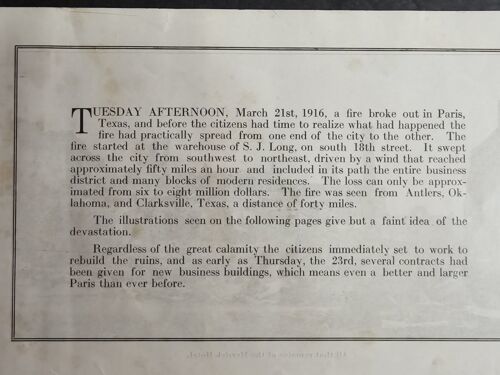 TUESDAY AFTERNOON, March 21st, 1916, a fire broke out in Paris,
Texas, and before the citizens had time to realize what had happened the
fire had practically spread from one end of the city to the other. The
fire started at the warehouse of S. J. Long, on south 18th street. It swept
across the city from southwest to northeast, driven by a wind that reached
approximately fifty miles an hour and included in its path the entire business
district and many blocks of modern residences. The loss can only be approx-
imated from six to eight million dollars. The fire was seen from Antlers, Ok-
lahoma, and Clarksville, Texas, a distance of forty miles.
The illustrations seen on the following pages give but a faint idea of the
devastation.
Regardless of the great calamity the citizens immediately set to work to
rebuild the ruins, and as early as Thursday, the 23rd, several contracts had
been given for new business buildings, which means even a better and larger
Paris than ever before.
All that remains of the Hotel.